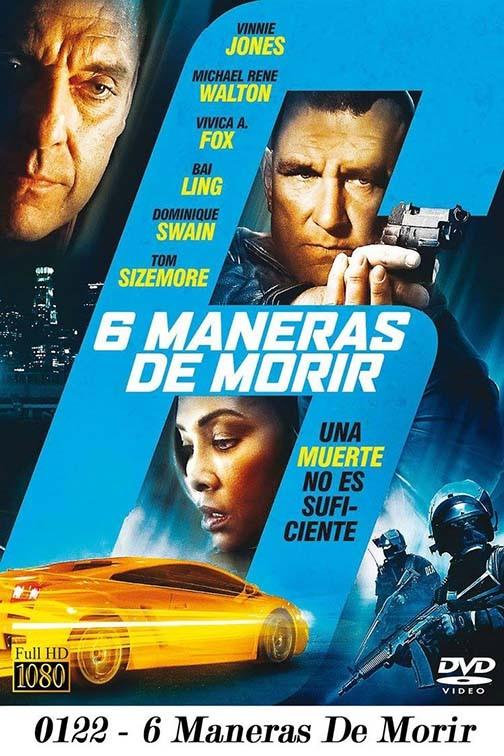 VINNIE
JONES
MICHAEL RENE
WALTON
VIVICA A.
FOX
BAI
LING
DOMINIQUE
SWAIN
TOM
SIZEMORE
6 MANERAS
DE MORIR
UNA
MUERTE
NO ES
SUFI-
CIENTE
Full HD
1080
DVD
VIDEO
0122 - 6 Maneras De Morir